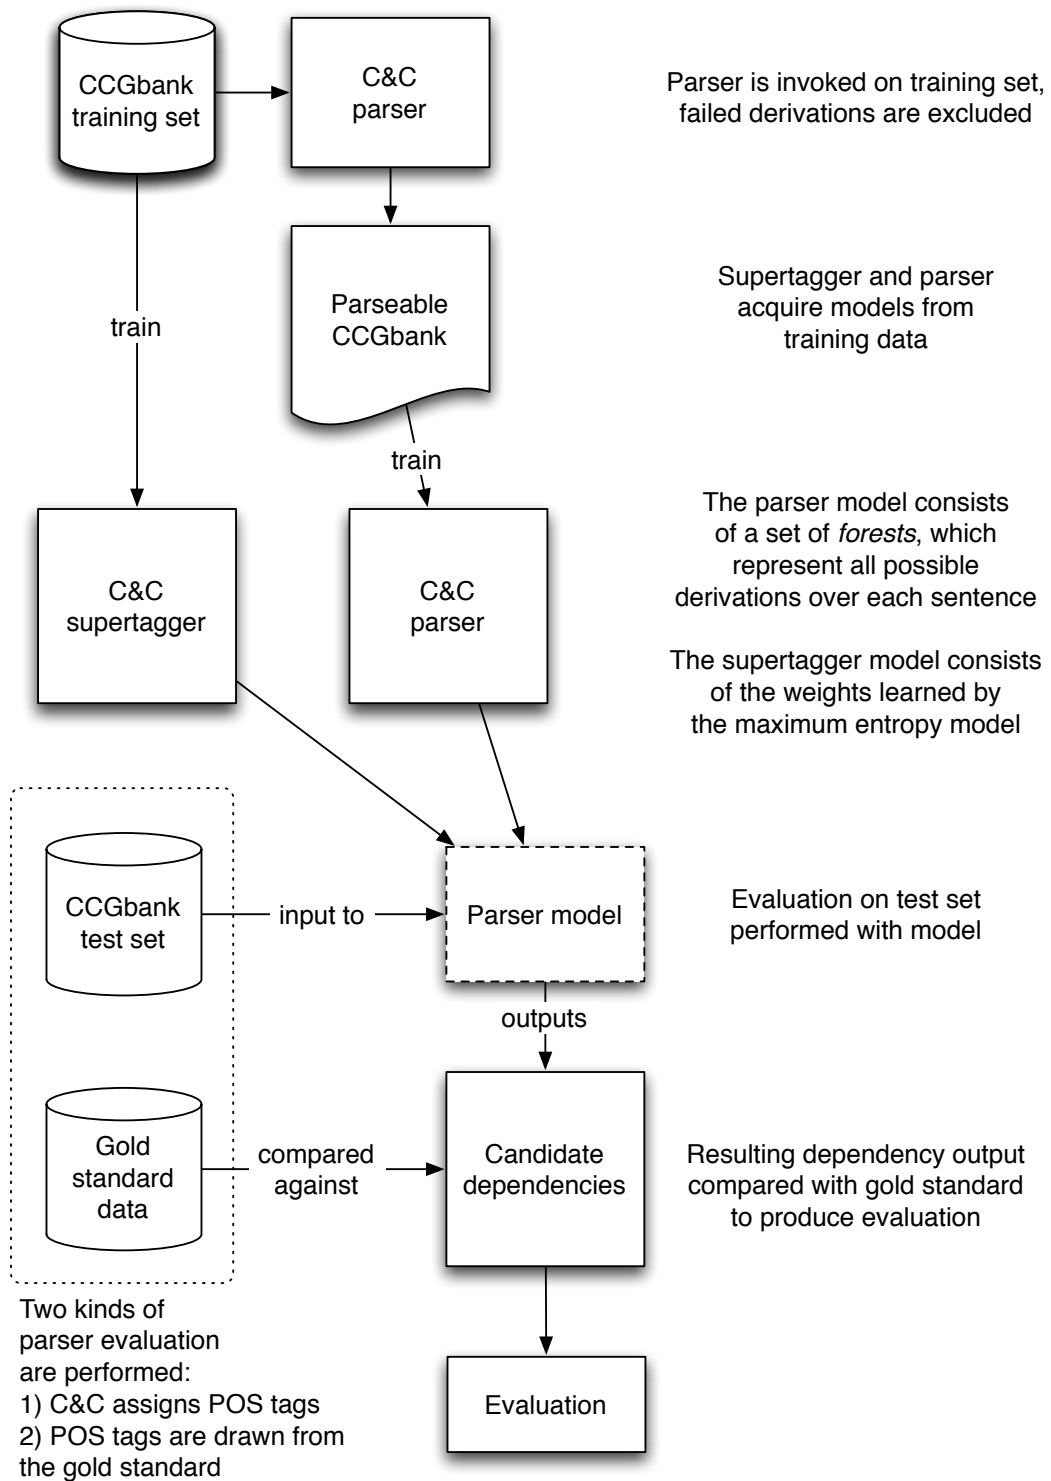 CCGbank
training set
C&C
parser
Parser is invoked on training set,
failed derivations are excluded
train
Parseable
CCGbank
Supertagger and parser
acquire models from
training data
train
C&C
supertagger
C&C
parser
The parser model consists
of a set of forests, which
represent all possible
derivations over each sentence
The supertagger model consists
of the weights learned by
the maximum entropy model
CCGbank
test set
input to
Parser model
Evaluation on test set
performed with model
outputs
Gold
standard
data
compared
against
Candidate
dependencies
Resulting dependency output
compared with gold standard
to produce evaluation
Two kinds of
parser evaluation
are performed:
1) C&C assigns POS tags
2) POS tags are drawn from
the gold standard
Evaluation